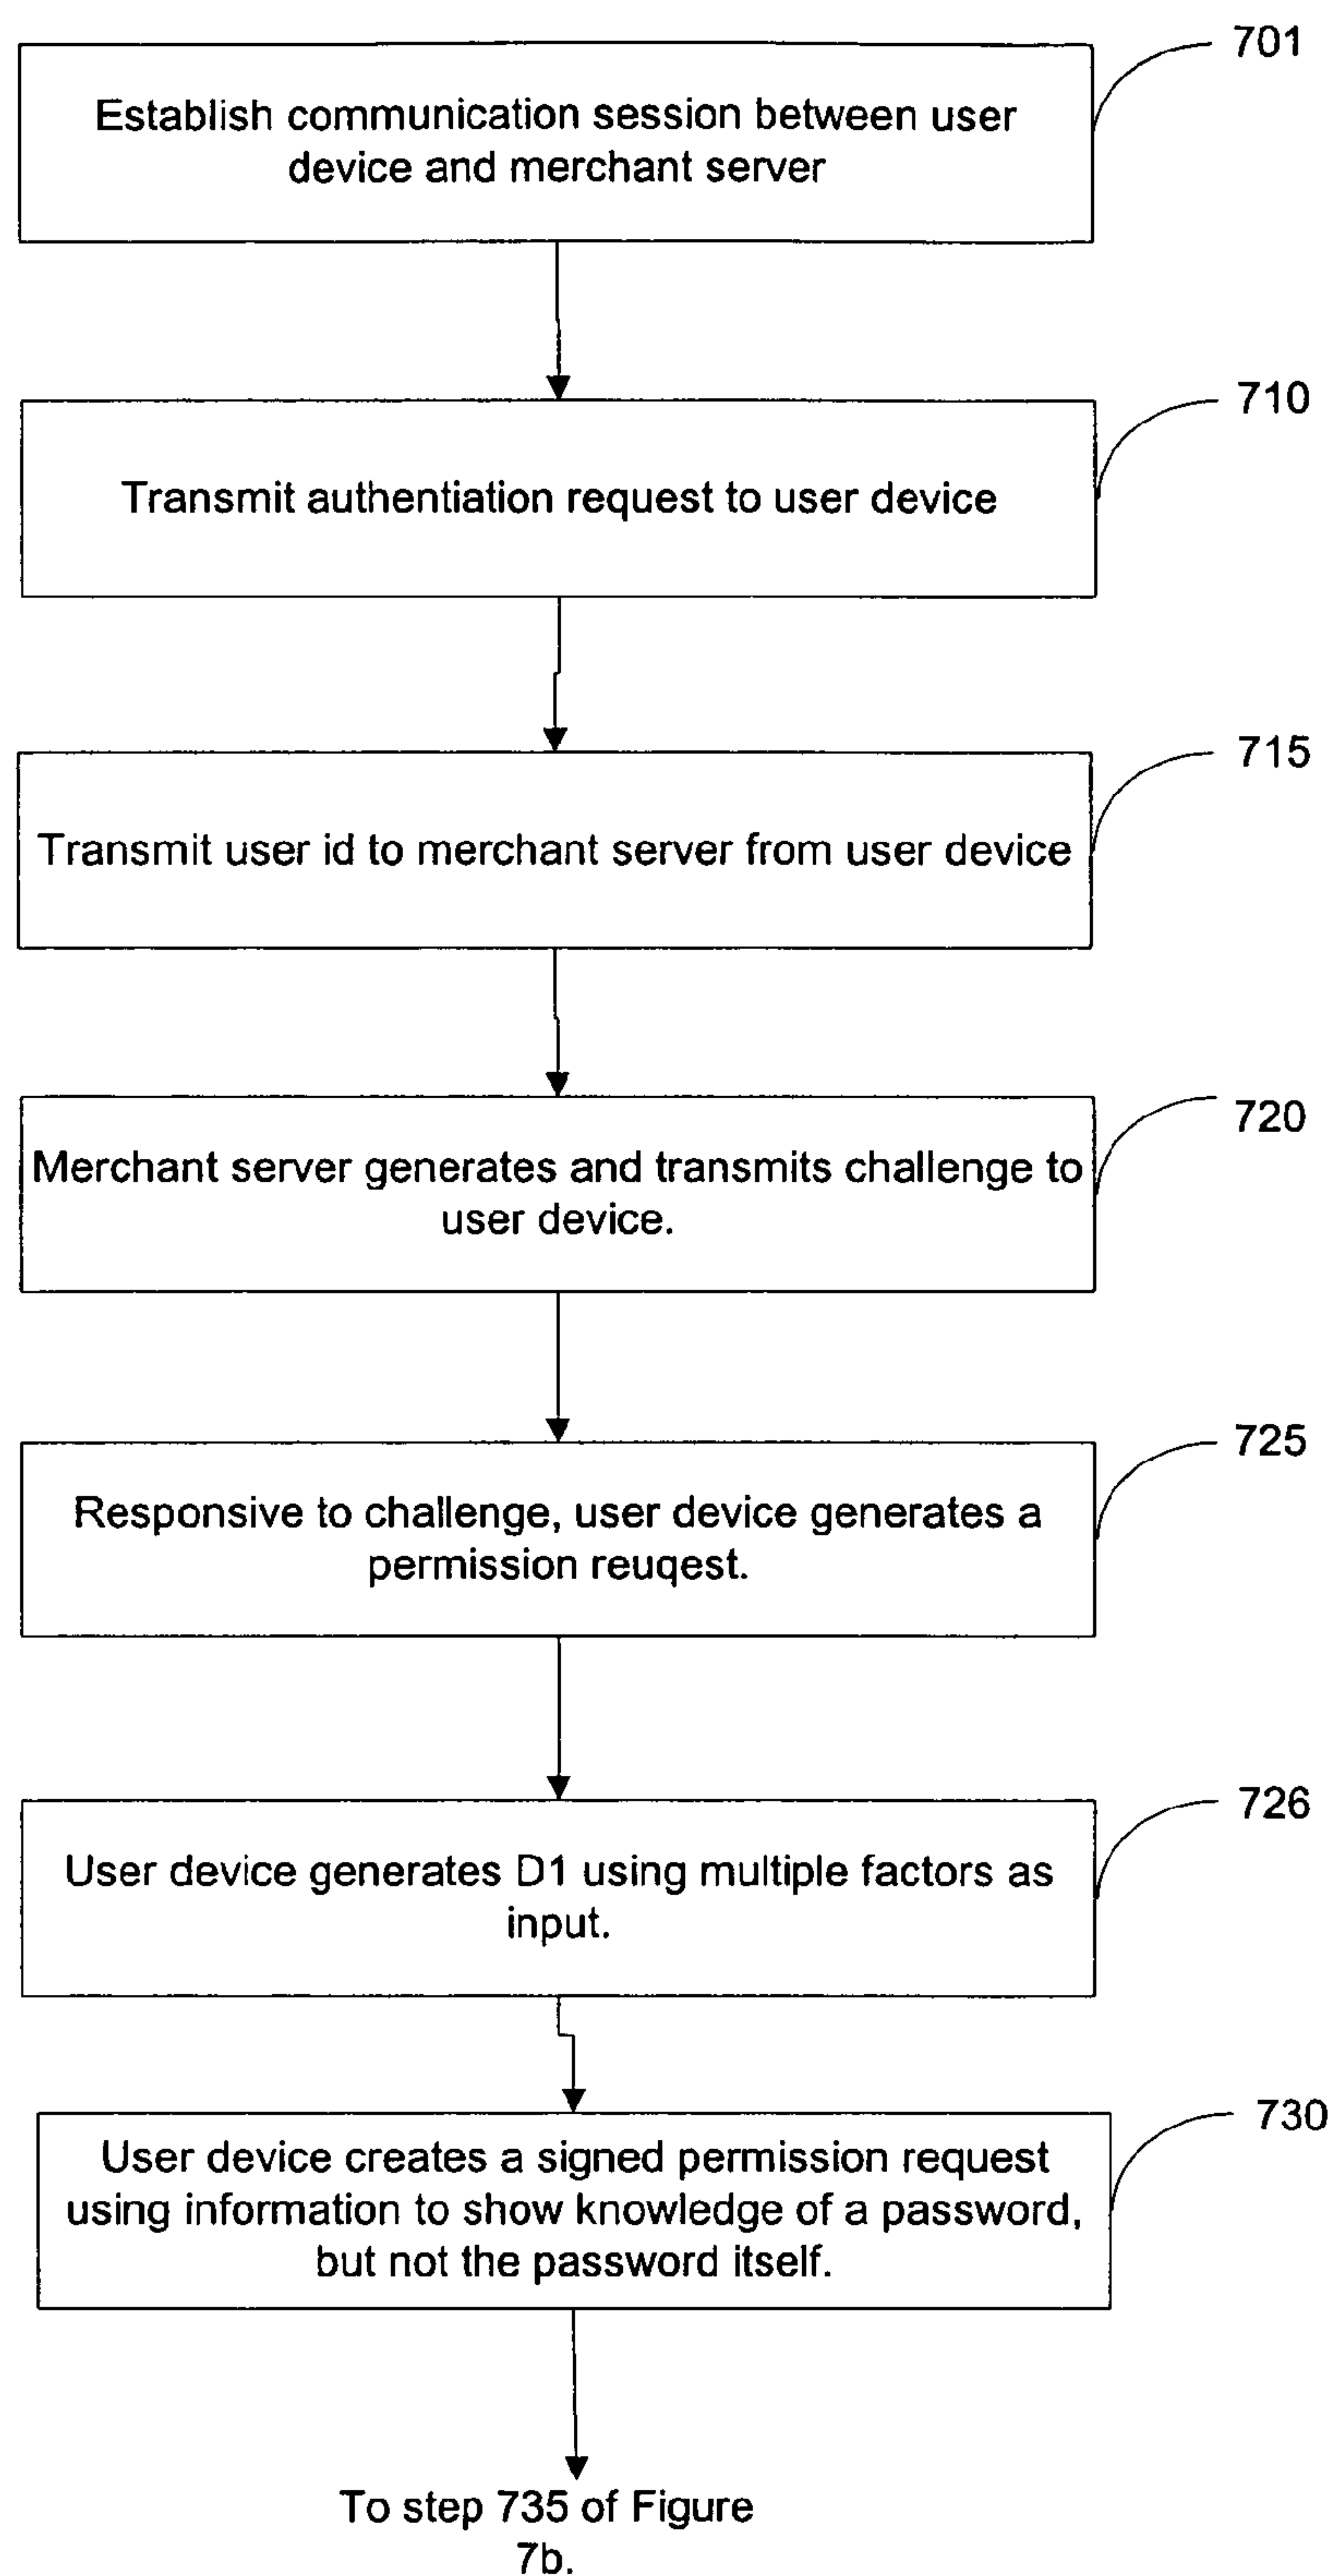 701
Establish communication session between user
device and merchant server
710
Transmit authentiation request to user device
715
Transmit user id to merchant server from user device
720
Merchant server generates and transmits challenge to
user device.
725
Responsive to challenge, user device generates a
permission reuqest.
726
User device generates D1 using multiple factors as
input.
730
User device creates a signed permission request
using information to show knowledge of a password,
but not the password itself.
To step 735 of Figure
7b.